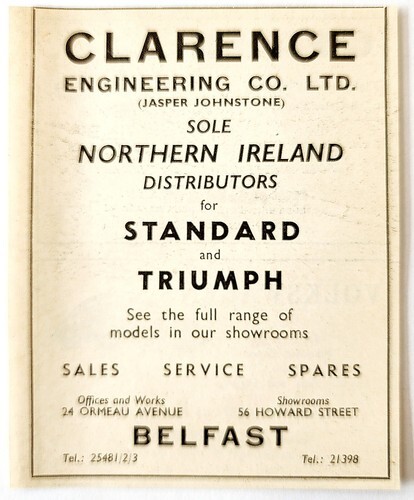 CLARENCE
ENGINEERING CO. LTD.
(JASPER JOHNSTONE)
SOLE
NORTHERN IRELAND
DISTRIBUTORS
for
STANDARD
and
TRIUMPH
See the full range of
models in our showrooms
SALES SERVICE SPARES
Offices and Works Showrooms
24 ORMEAU AVENUE 56 HOWARD STREET
BELFAST
Tel.: 25481/2/3 Tel.: 21398